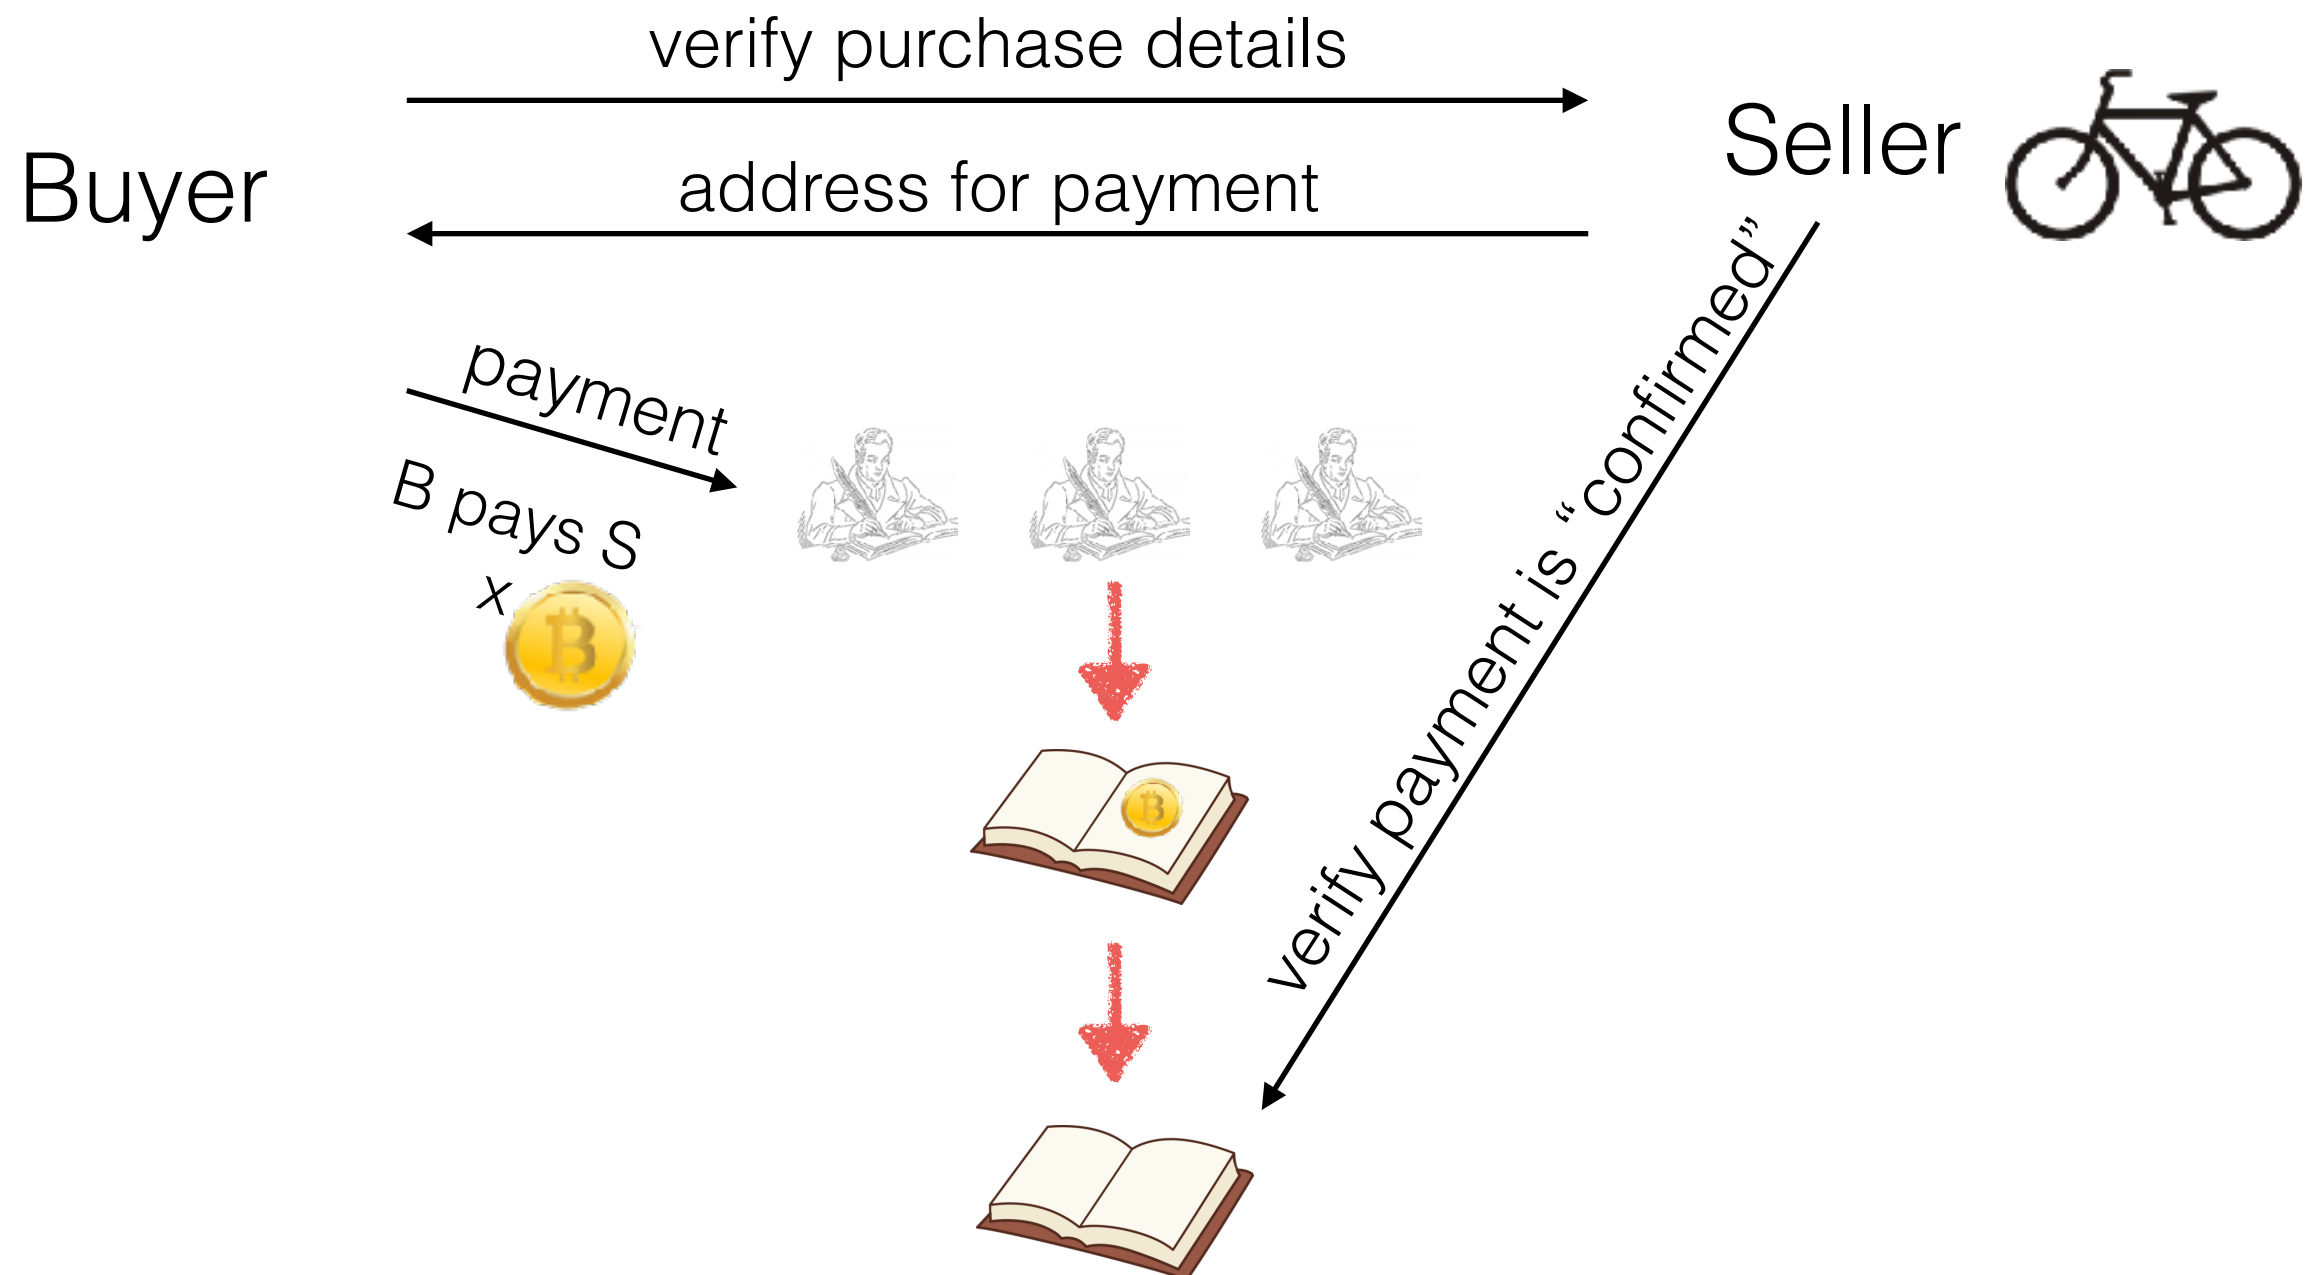 verify purchase details
Buyer
Seller
address for payment
payment
B pays S
x
B
verify payment is “confirmed”
B